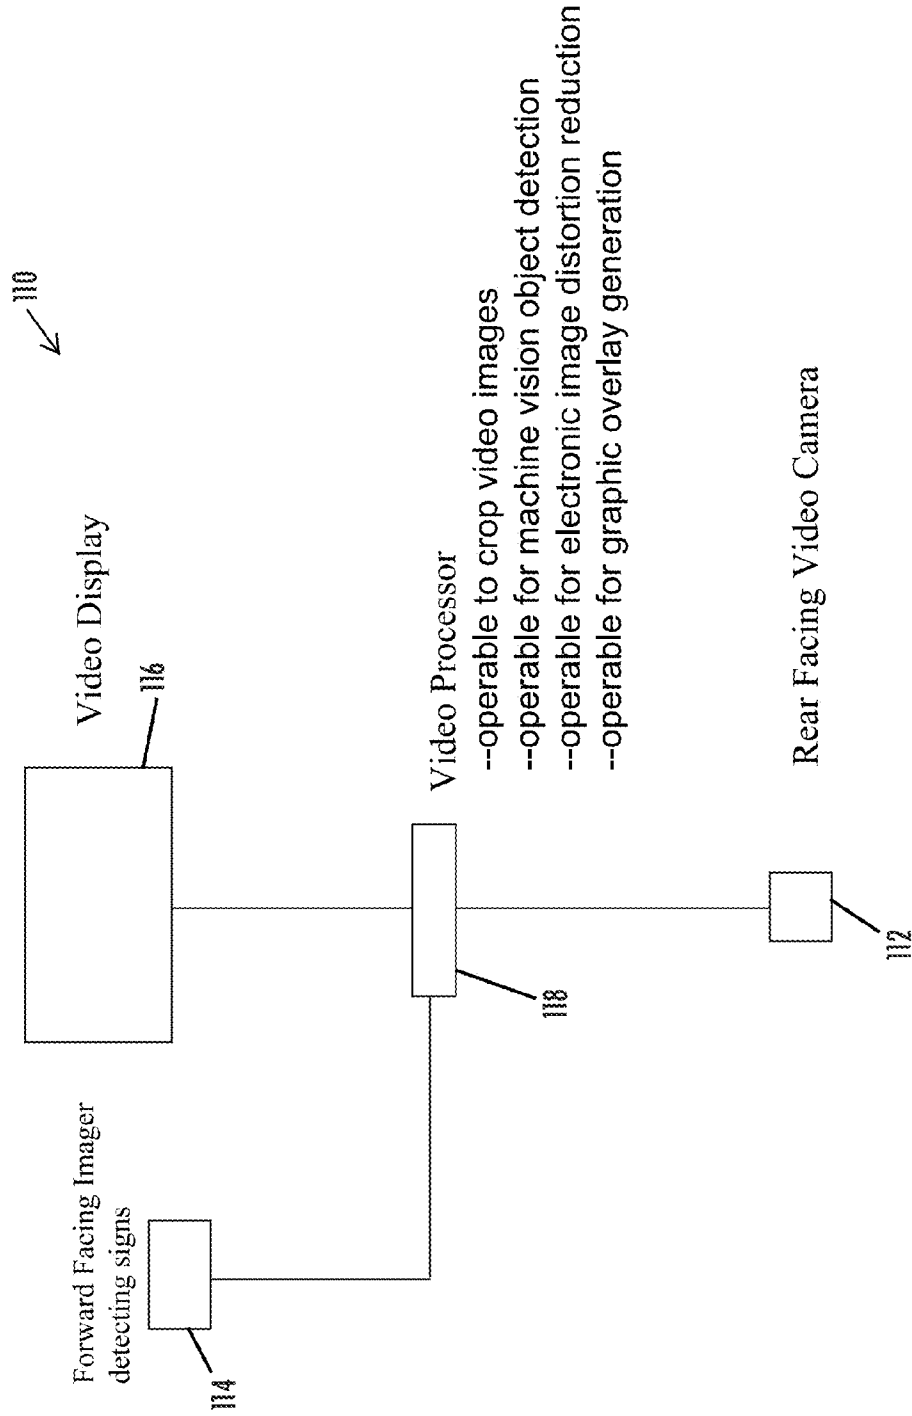 110
Video Display
116
Forward Facing Imager
detecting signs
114
Video Processor
--operable to crop video images
--operable for machine vision object detection
--operable for electronic image distortion reduction
--operable for graphic overlay generation
118
Rear Facing Video Camera
112